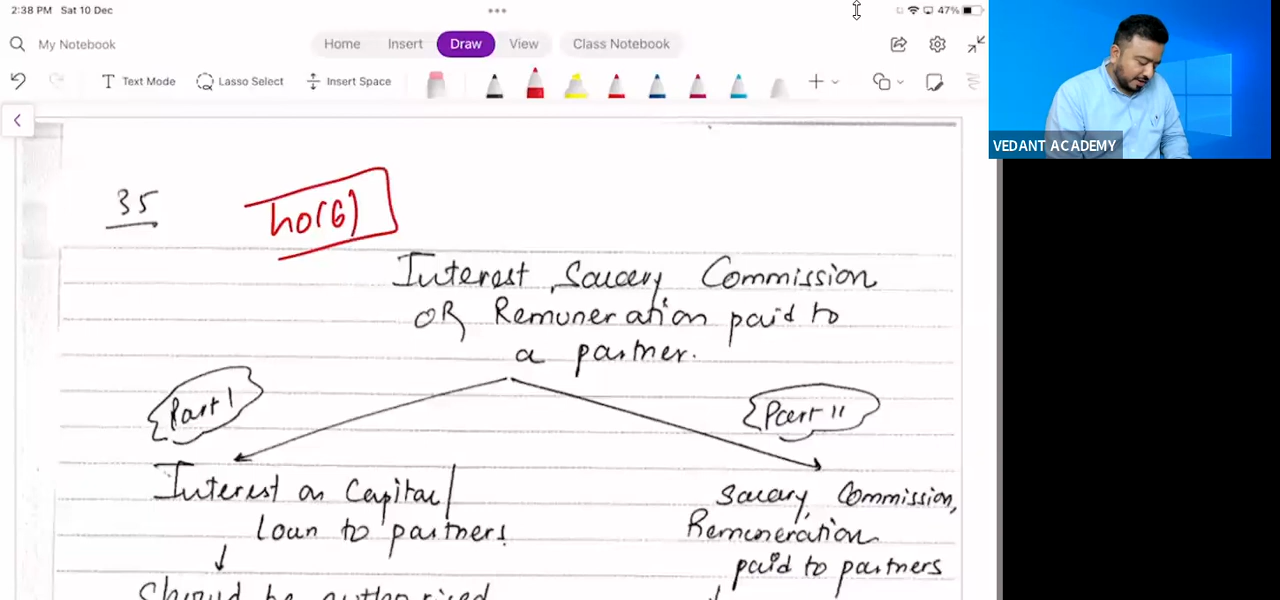 2:38 PM Sat 10 Dec
47%
My Notebook
Home Insert Draw View Class Notebook
Text Mode Lasso Select Insert Space
VEDANT ACADEMY
35
40(b)
Interest, Salary Commission
OR Remuneration paid to
a partner.
Part I
Part II
Interest on Capital/
Loan to partners.
Salary, Commission,
Remuneration
paid to partners
Should be authorised